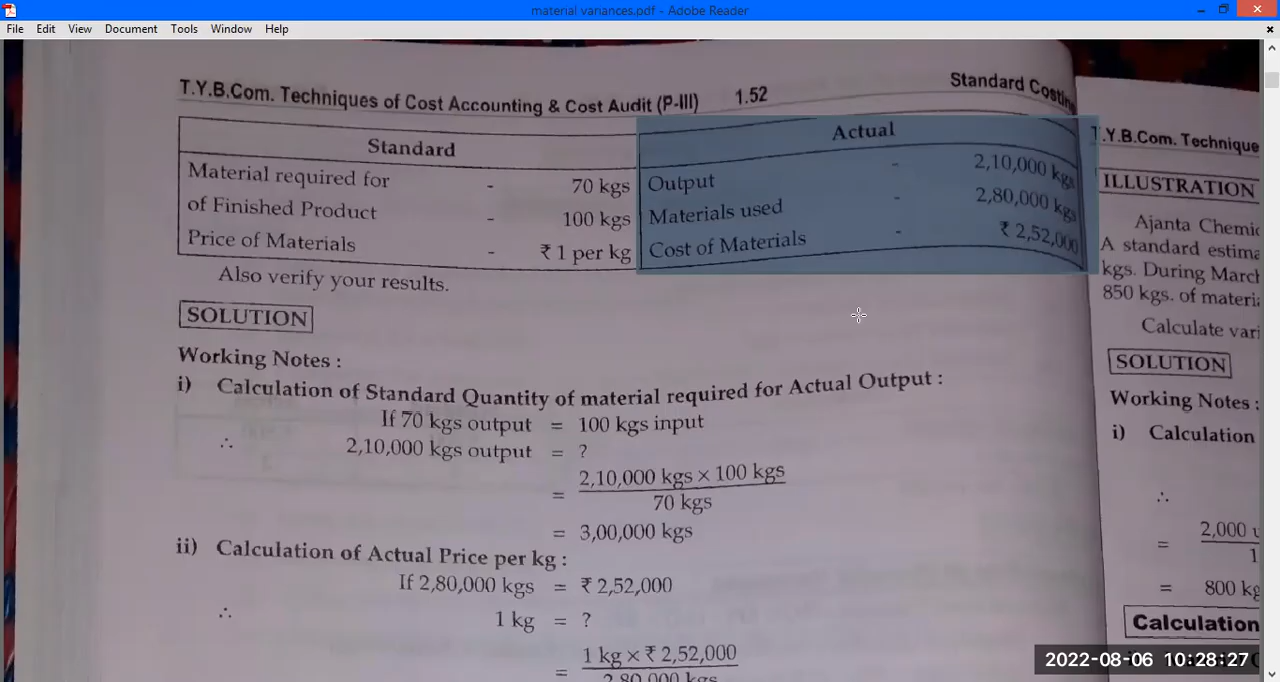 material variances.pdf - Adobe Reader
File Edit View Document Tools Window Help
T.Y.B.Com. Techniques of Cost Accounting & Cost Audit (P-III) 1.52 Standard Costin
Standard Actual
Material required for - 70 kgs Output - 2,10,000 kgs
of Finished Product - 100 kgs Materials used - 2,80,000 kgs
Price of Materials - ₹ 1 per kg Cost of Materials - ₹ 2,52,000
Also verify your results.
SOLUTION
Working Notes :
i) Calculation of Standard Quantity of material required for Actual Output :
If 70 kgs output = 100 kgs input
∴ 2,10,000 kgs output = ?
= 2,10,000 kgs × 100 kgs
70 kgs
= 3,00,000 kgs
ii) Calculation of Actual Price per kg :
If 2,80,000 kgs = ₹ 2,52,000
∴ 1 kg = ?
= 1 kg × ₹ 2,52,000
2,80,000 kgs
T.Y.B.Com. Technique
ILLUSTRATION
Ajanta Chemic
A standard estima
kgs. During March
850 kgs. of materi
Calculate vari
SOLUTION
Working Notes :
i) Calculation
∴
= 2,000 u
1
= 800 kg
Calculation
2022-08-06 10:28:27